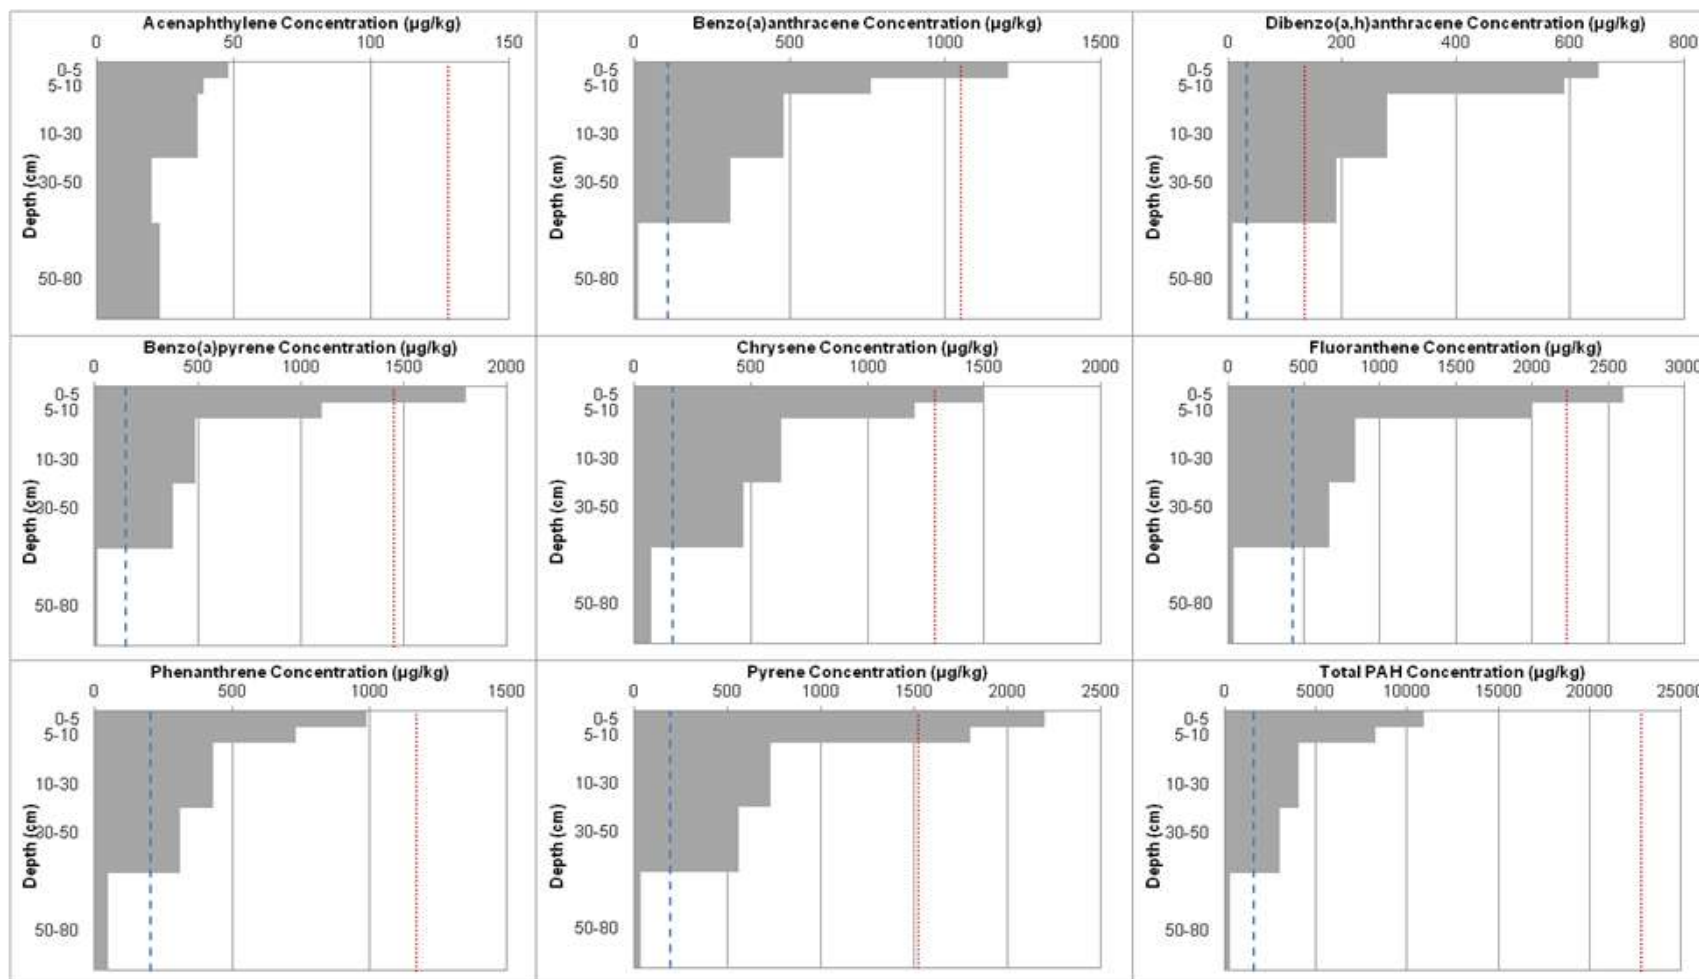 Acenaphthylene Concentration (µg/kg)
0 50 100 150
0-5
5-10
10-30
30-50
50-80
Depth (cm)
Benzo(a)anthracene Concentration (µg/kg)
0 500 1000 1500
0-5
5-10
10-30
30-50
50-80
Depth (cm)
Dibenzo(a,h)anthracene Concentration (µg/kg)
0 200 400 600 800
0-5
5-10
10-30
30-50
50-80
Depth (cm)
Benzo(a)pyrene Concentration (µg/kg)
0 500 1000 1500 2000
0-5
5-10
10-30
30-50
50-80
Depth (cm)
Chrysene Concentration (µg/kg)
0 500 1000 1500 2000
0-5
5-10
10-30
30-50
50-80
Depth (cm)
Fluoranthene Concentration (µg/kg)
0 500 1000 1500 2000 2500 3000
0-5
5-10
10-30
30-50
50-80
Depth (cm)
Phenanthrene Concentration (µg/kg)
0 500 1000 1500
0-5
5-10
10-30
30-50
50-80
Depth (cm)
Pyrene Concentration (µg/kg)
0 500 1000 1500 2000 2500
0-5
5-10
10-30
30-50
50-80
Depth (cm)
Total PAH Concentration (µg/kg)
0 5000 10000 15000 20000 25000
0-5
5-10
10-30
30-50
50-80
Depth (cm)